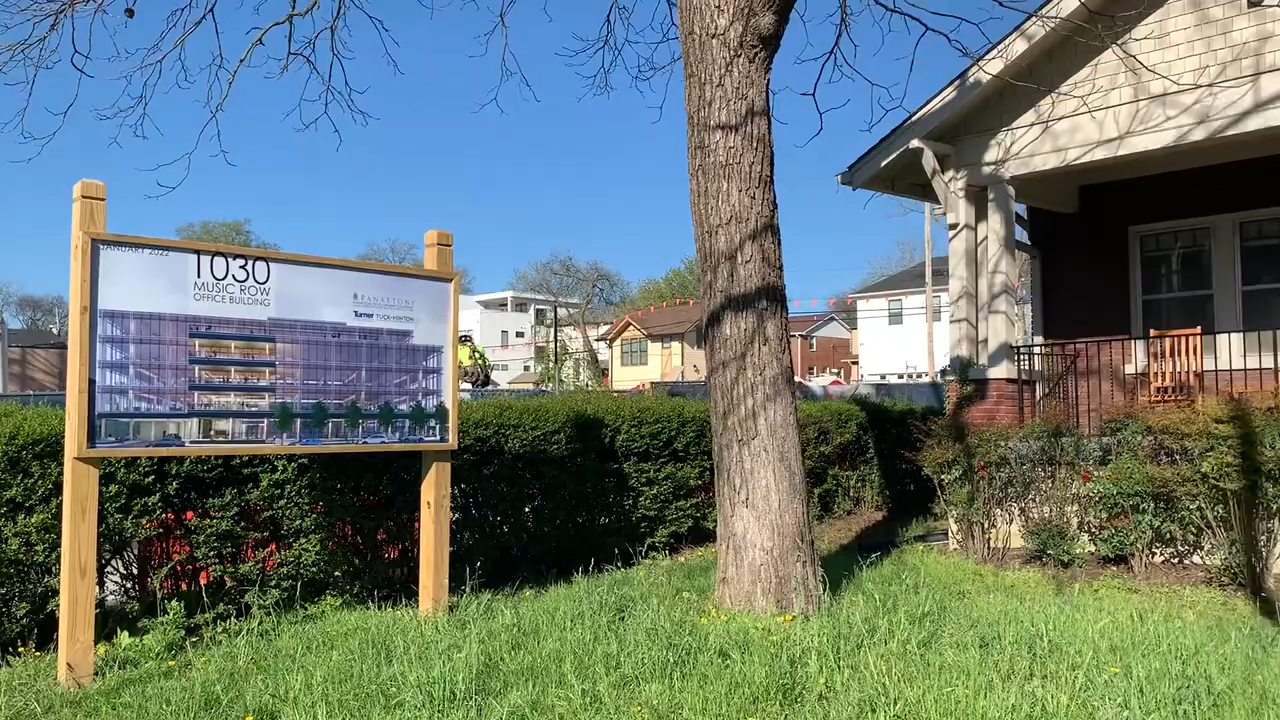 JANUARY 2022
1030
MUSIC ROW
OFFICE BUILDING
PANATTONI
Turner TUCK-HINTON